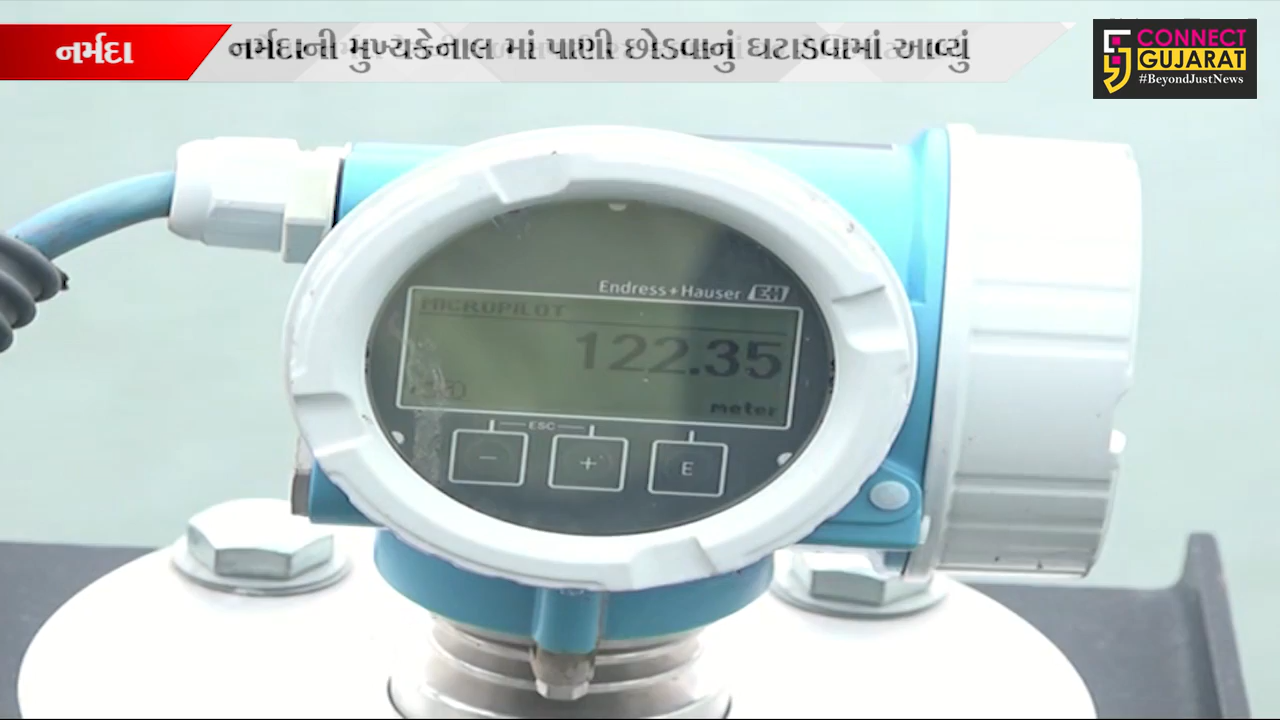 નર્મદા
નર્મદાની મુખ્યકેનાલ માં પાણી છોડવાનું ઘટાડવામાં આવ્યું
CONNECT
GUJARAT
#BeyondJustNews
Endress+Hauser EH
MICROPILOT
122.35
meter
ESC
- + E